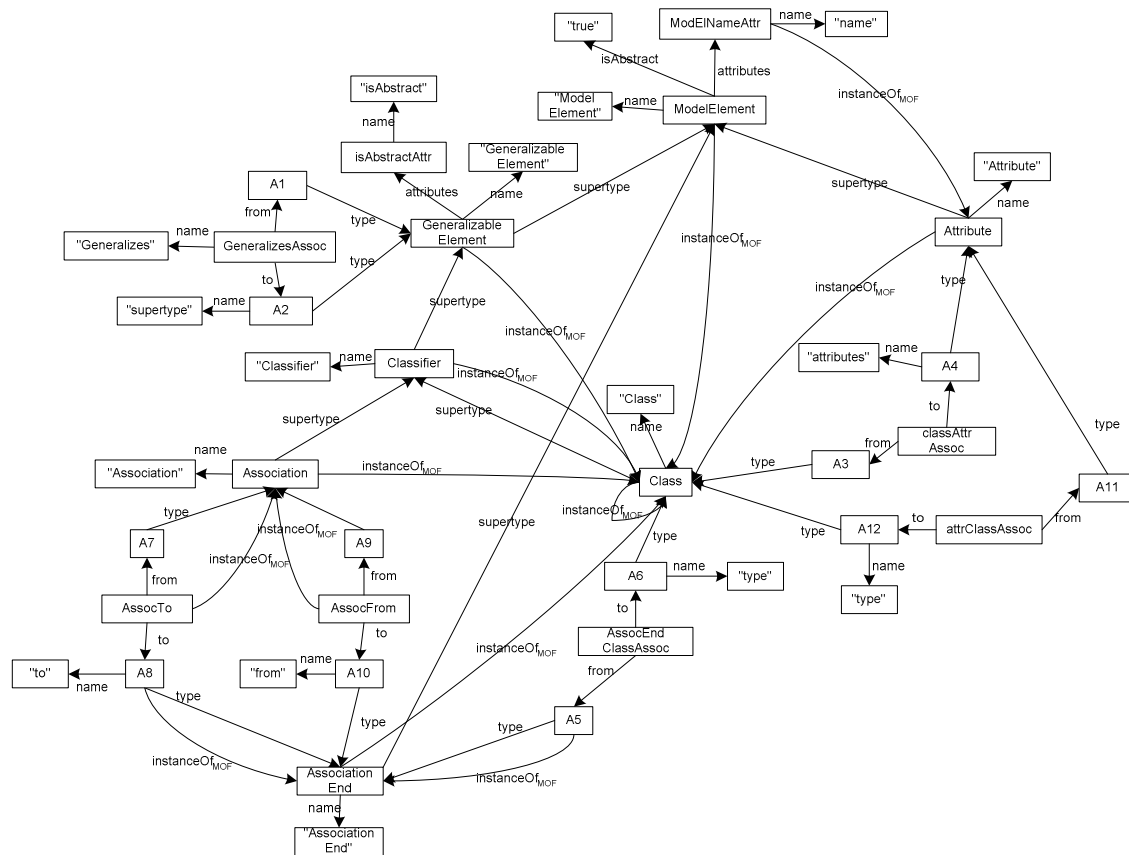 ModElNameAttr
name
"name"
"true"
isAbstract
attributes
"isAbstract"
instanceOfMOF
"Model
Element"
name
ModelElement
name
isAbstractAttr
"Generalizable
Element"
"Attribute"
A1
attributes
name
supertype
supertype
name
from
type
"Generalizes"
name
GeneralizesAssoc
Generalizable
Element
Attribute
instanceOfMOF
to
type
type
"supertype"
name
A2
supertype
instanceOfMOF
instanceOfMOF
"Classifier"
name
Classifier
instanceOfMOF
"attributes"
name
A4
"Class"
to
supertype
supertype
name
type
from
classAttr
Assoc
"Association"
name
Association
instanceOfMOF
Class
type
A3
A11
type
instanceOfMOF
A7
instanceOfMOF
A9
type
type
A12
to
attrClassAssoc
from
instanceOfMOF
supertype
from
from
A6
name
"type"
name
AssocTo
AssocFrom
to
"type"
to
to
AssocEnd
ClassAssoc
instanceOfMOF
"to"
name
A8
"from"
name
A10
from
type
type
type
A5
instanceOfMOF
Association
End
instanceOfMOF
name
"Association
End"